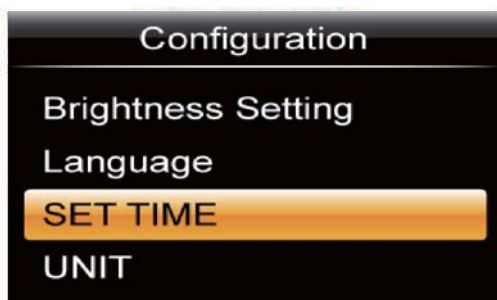 Configuration
Brightness Setting
Language
SET TIME
UNIT